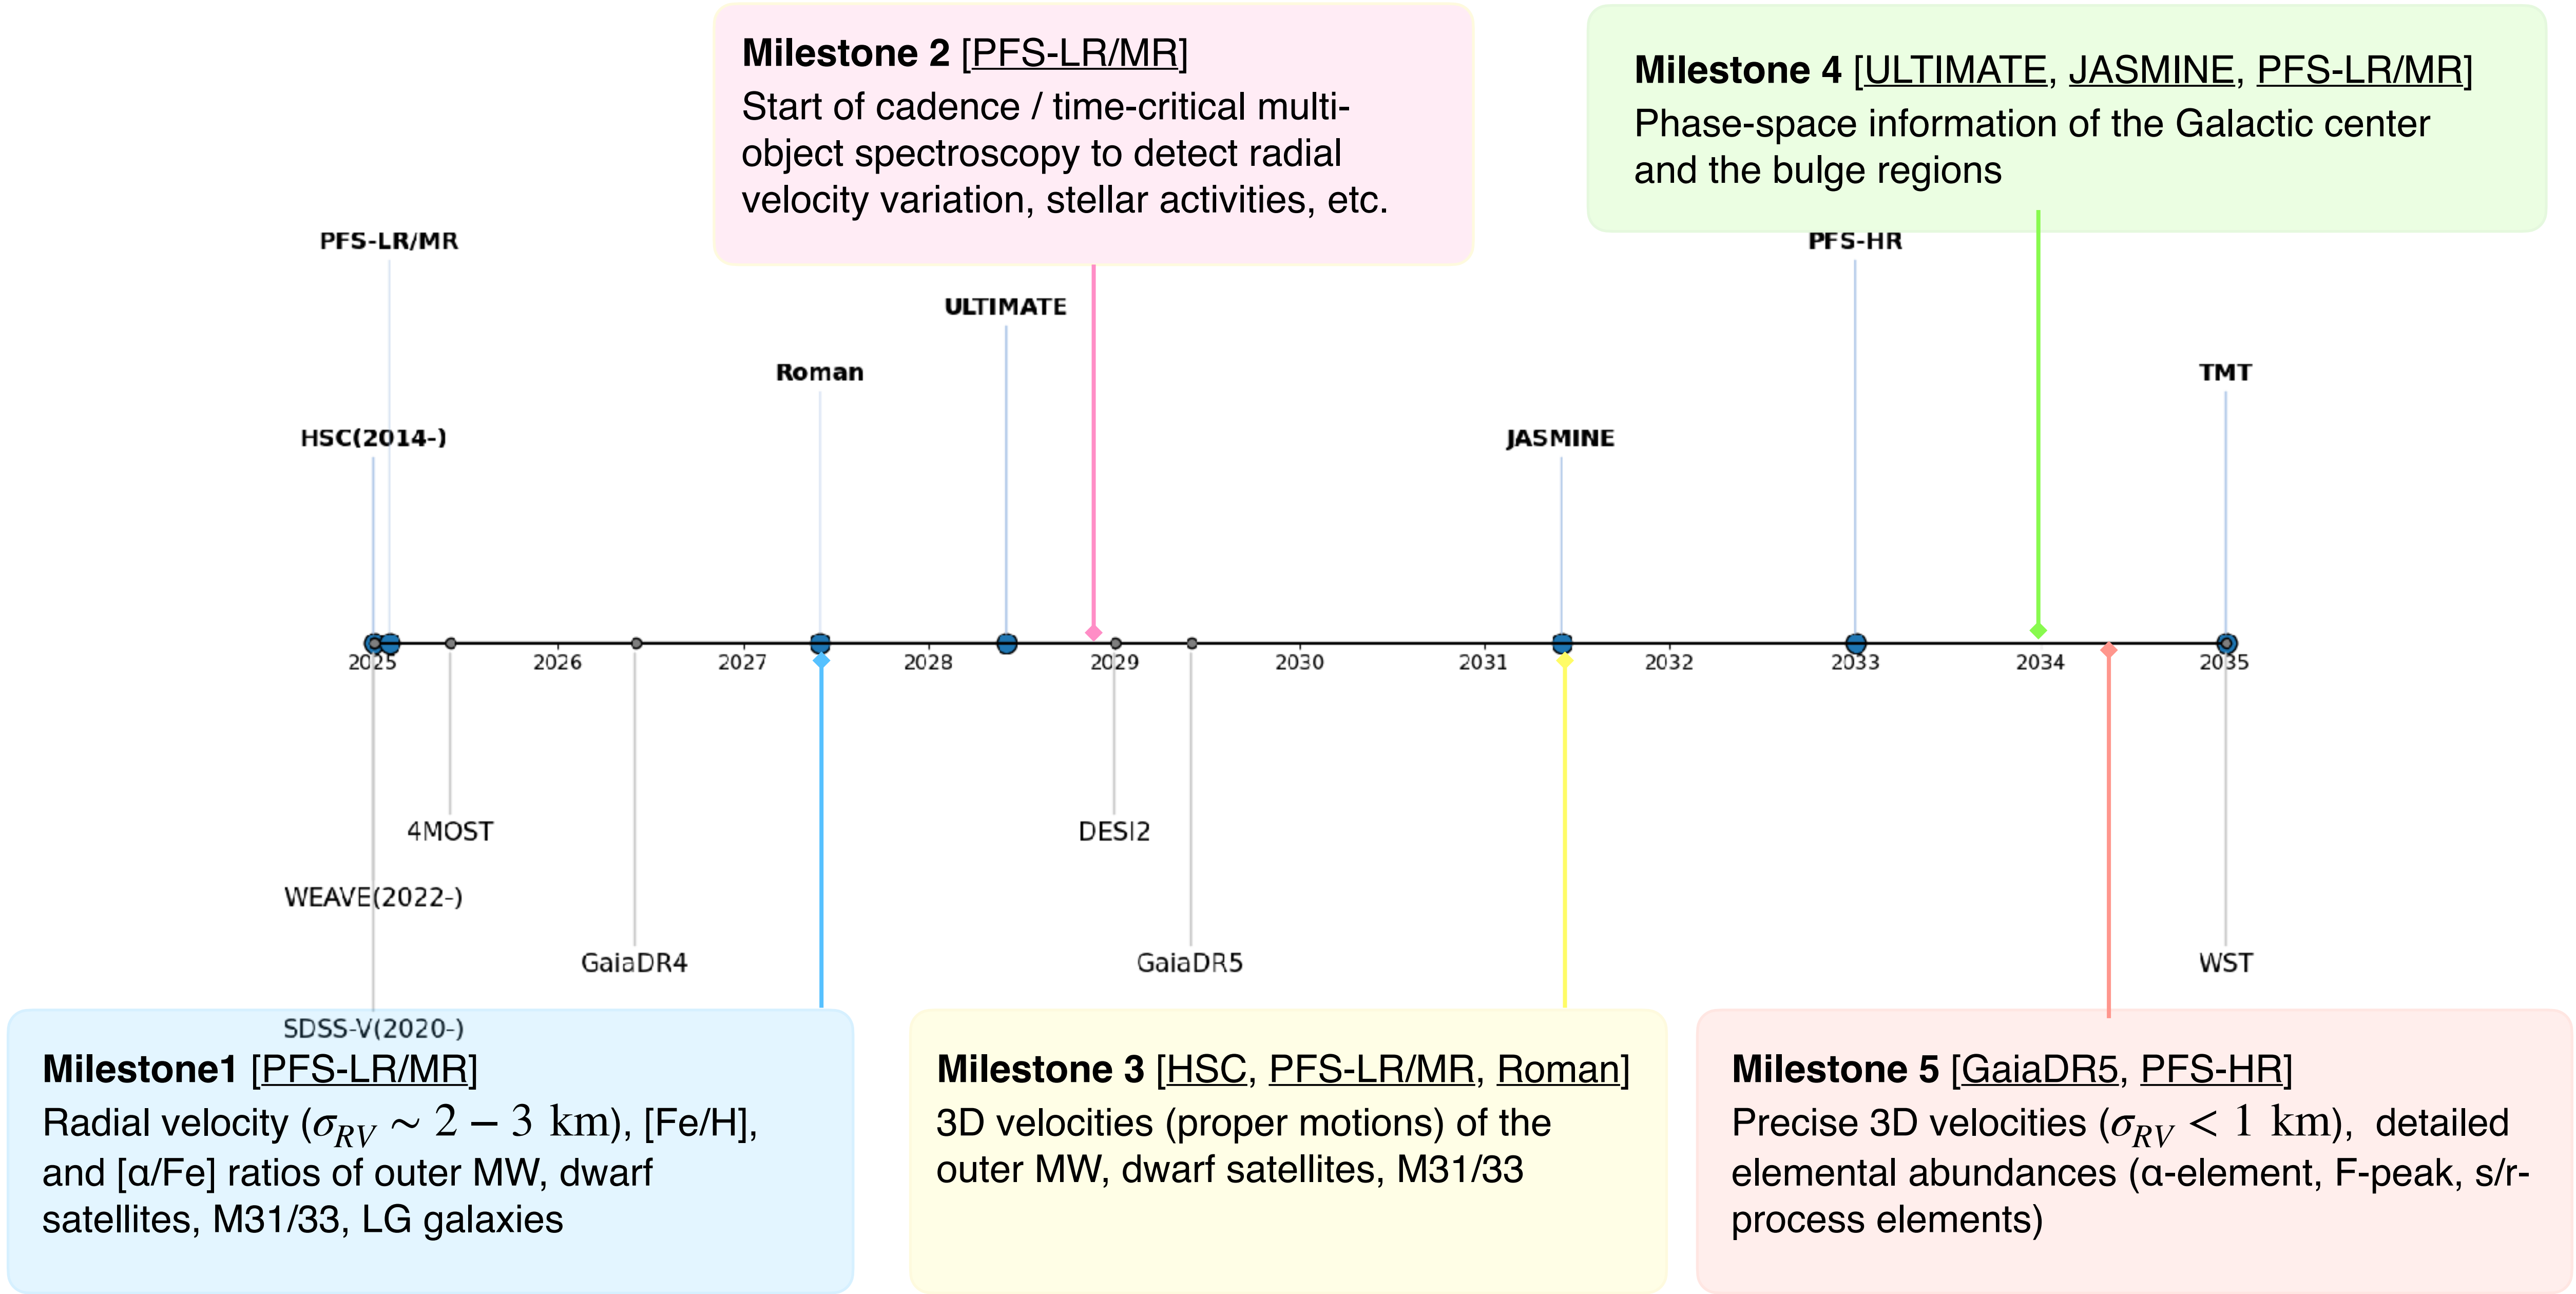 Milestone 2 [PFS-LR/MR]
Start of cadence / time-critical multi-
object spectroscopy to detect radial
velocity variation, stellar activities, etc.
Milestone 4 [ULTIMATE, JASMINE, PFS-LR/MR]
Phase-space information of the Galactic center
and the bulge regions
PFS-LR/MR
PFS-HR
ULTIMATE
Roman
TMT
HSC(2014-)
JASMINE
2025
2026
2027
2028
2029
2030
2031
2032
2033
2034
2035
4MOST
DESI2
WEAVE(2022-)
GaiaDR4
GaiaDR5
WST
SDSS-V(2020-)
Milestone1 [PFS-LR/MR]
Radial velocity (σ_RV ∼ 2 − 3 km), [Fe/H],
and [α/Fe] ratios of outer MW, dwarf
satellites, M31/33, LG galaxies
Milestone 3 [HSC, PFS-LR/MR, Roman]
3D velocities (proper motions) of the
outer MW, dwarf satellites, M31/33
Milestone 5 [GaiaDR5, PFS-HR]
Precise 3D velocities (σ_RV < 1 km), detailed
elemental abundances (α-element, F-peak, s/r-
process elements)